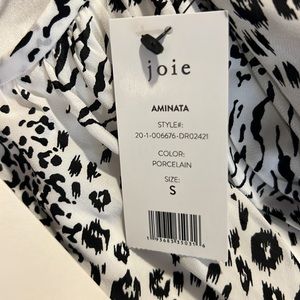 joie
AMINATA
STYLE#:
20-1-006676-DR02421
COLOR:
PORCELAIN
SIZE:
S